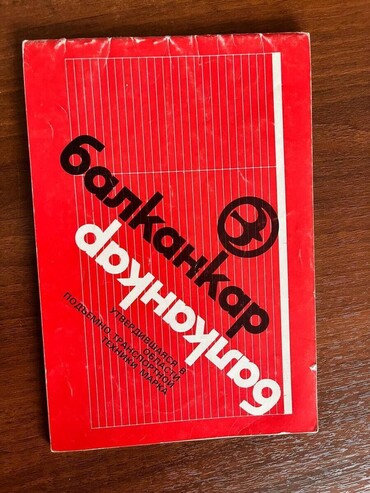 балканкар
балканкар
УТВЕРДИВШАЯСЯ В
ОБЛАСТИ
ПОДЪЕМНО-ТРАНСПОРТНОЙ
ТЕХНИКИ МАРКА